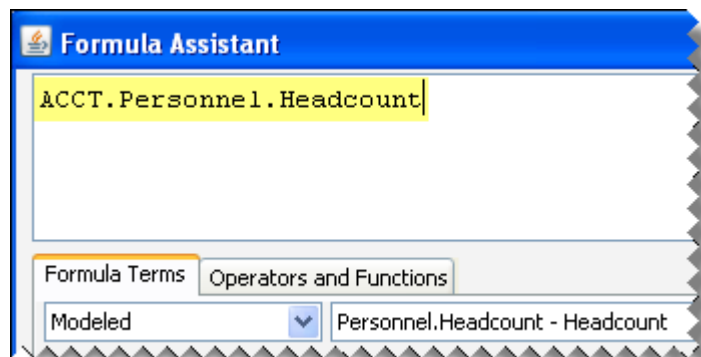 Formula Assistant
ACCT.Personnel.Headcount
Formula Terms Operators and Functions
Modeled Personnel.Headcount - Headcount